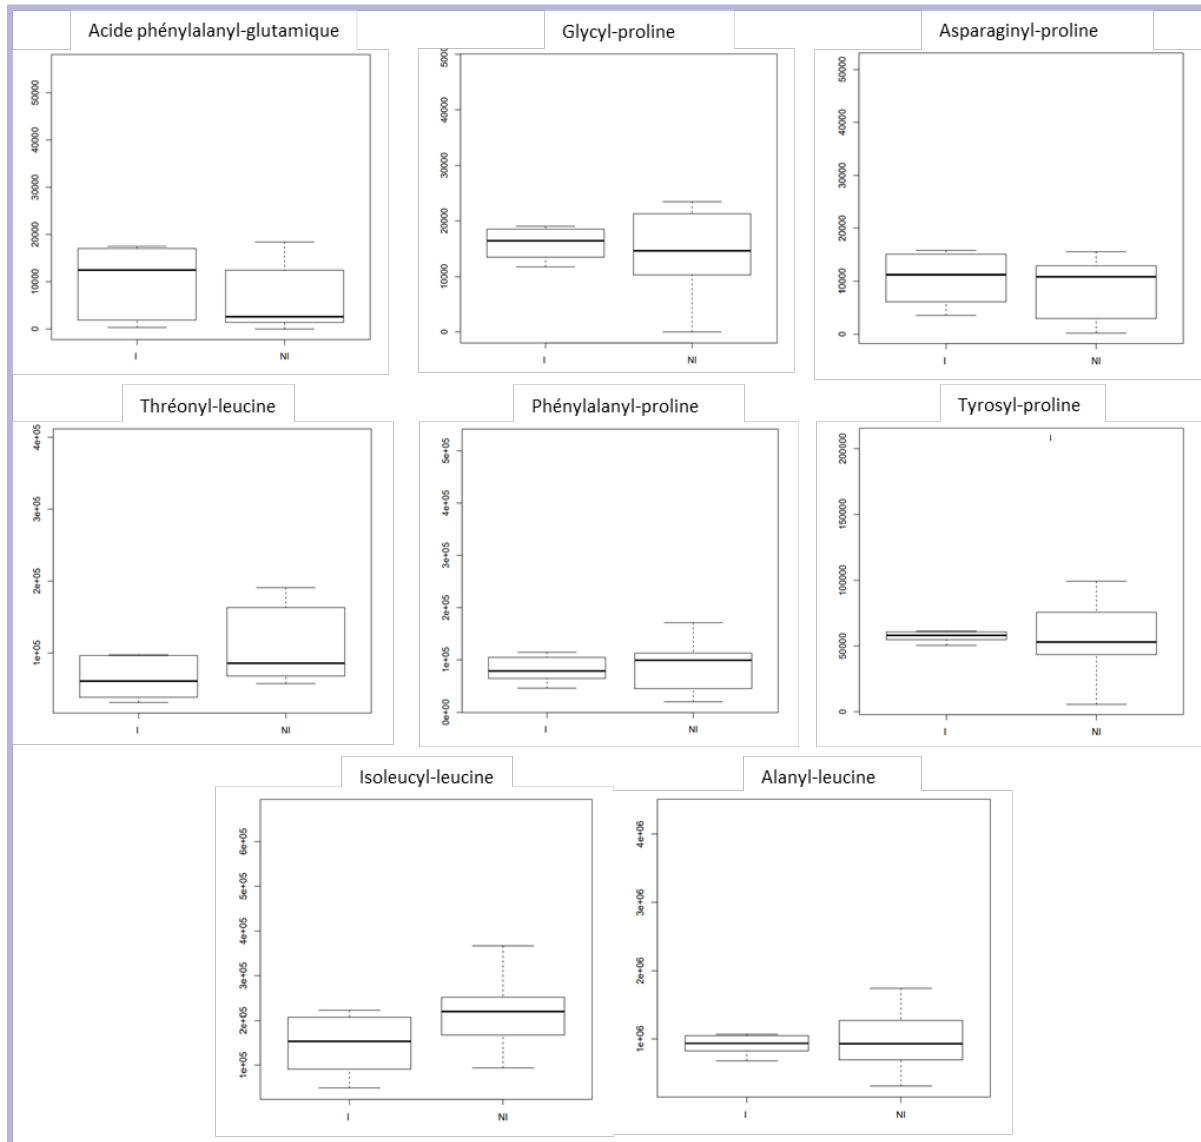 Acide phénylalanyl-glutamique
Glycyl-proline
Asparaginyl-proline
50000
40000
30000
20000
10000
0
I
NI
5000
40000
30000
20000
10000
0
I
NI
50000
40000
30000
20000
10000
0
I
NI
Thréonyl-leucine
Phénylalanyl-proline
Tyrosyl-proline
4e+05
3e+05
2e+05
1e+05
I
NI
5e+05
4e+05
3e+05
2e+05
1e+05
0e+00
I
NI
200000
150000
100000
50000
0
I
NI
Isoleucyl-leucine
Alanyl-leucine
6e+05
5e+05
4e+05
3e+05
2e+05
1e+05
I
NI
4e+06
3e+06
2e+06
1e+06
I
NI